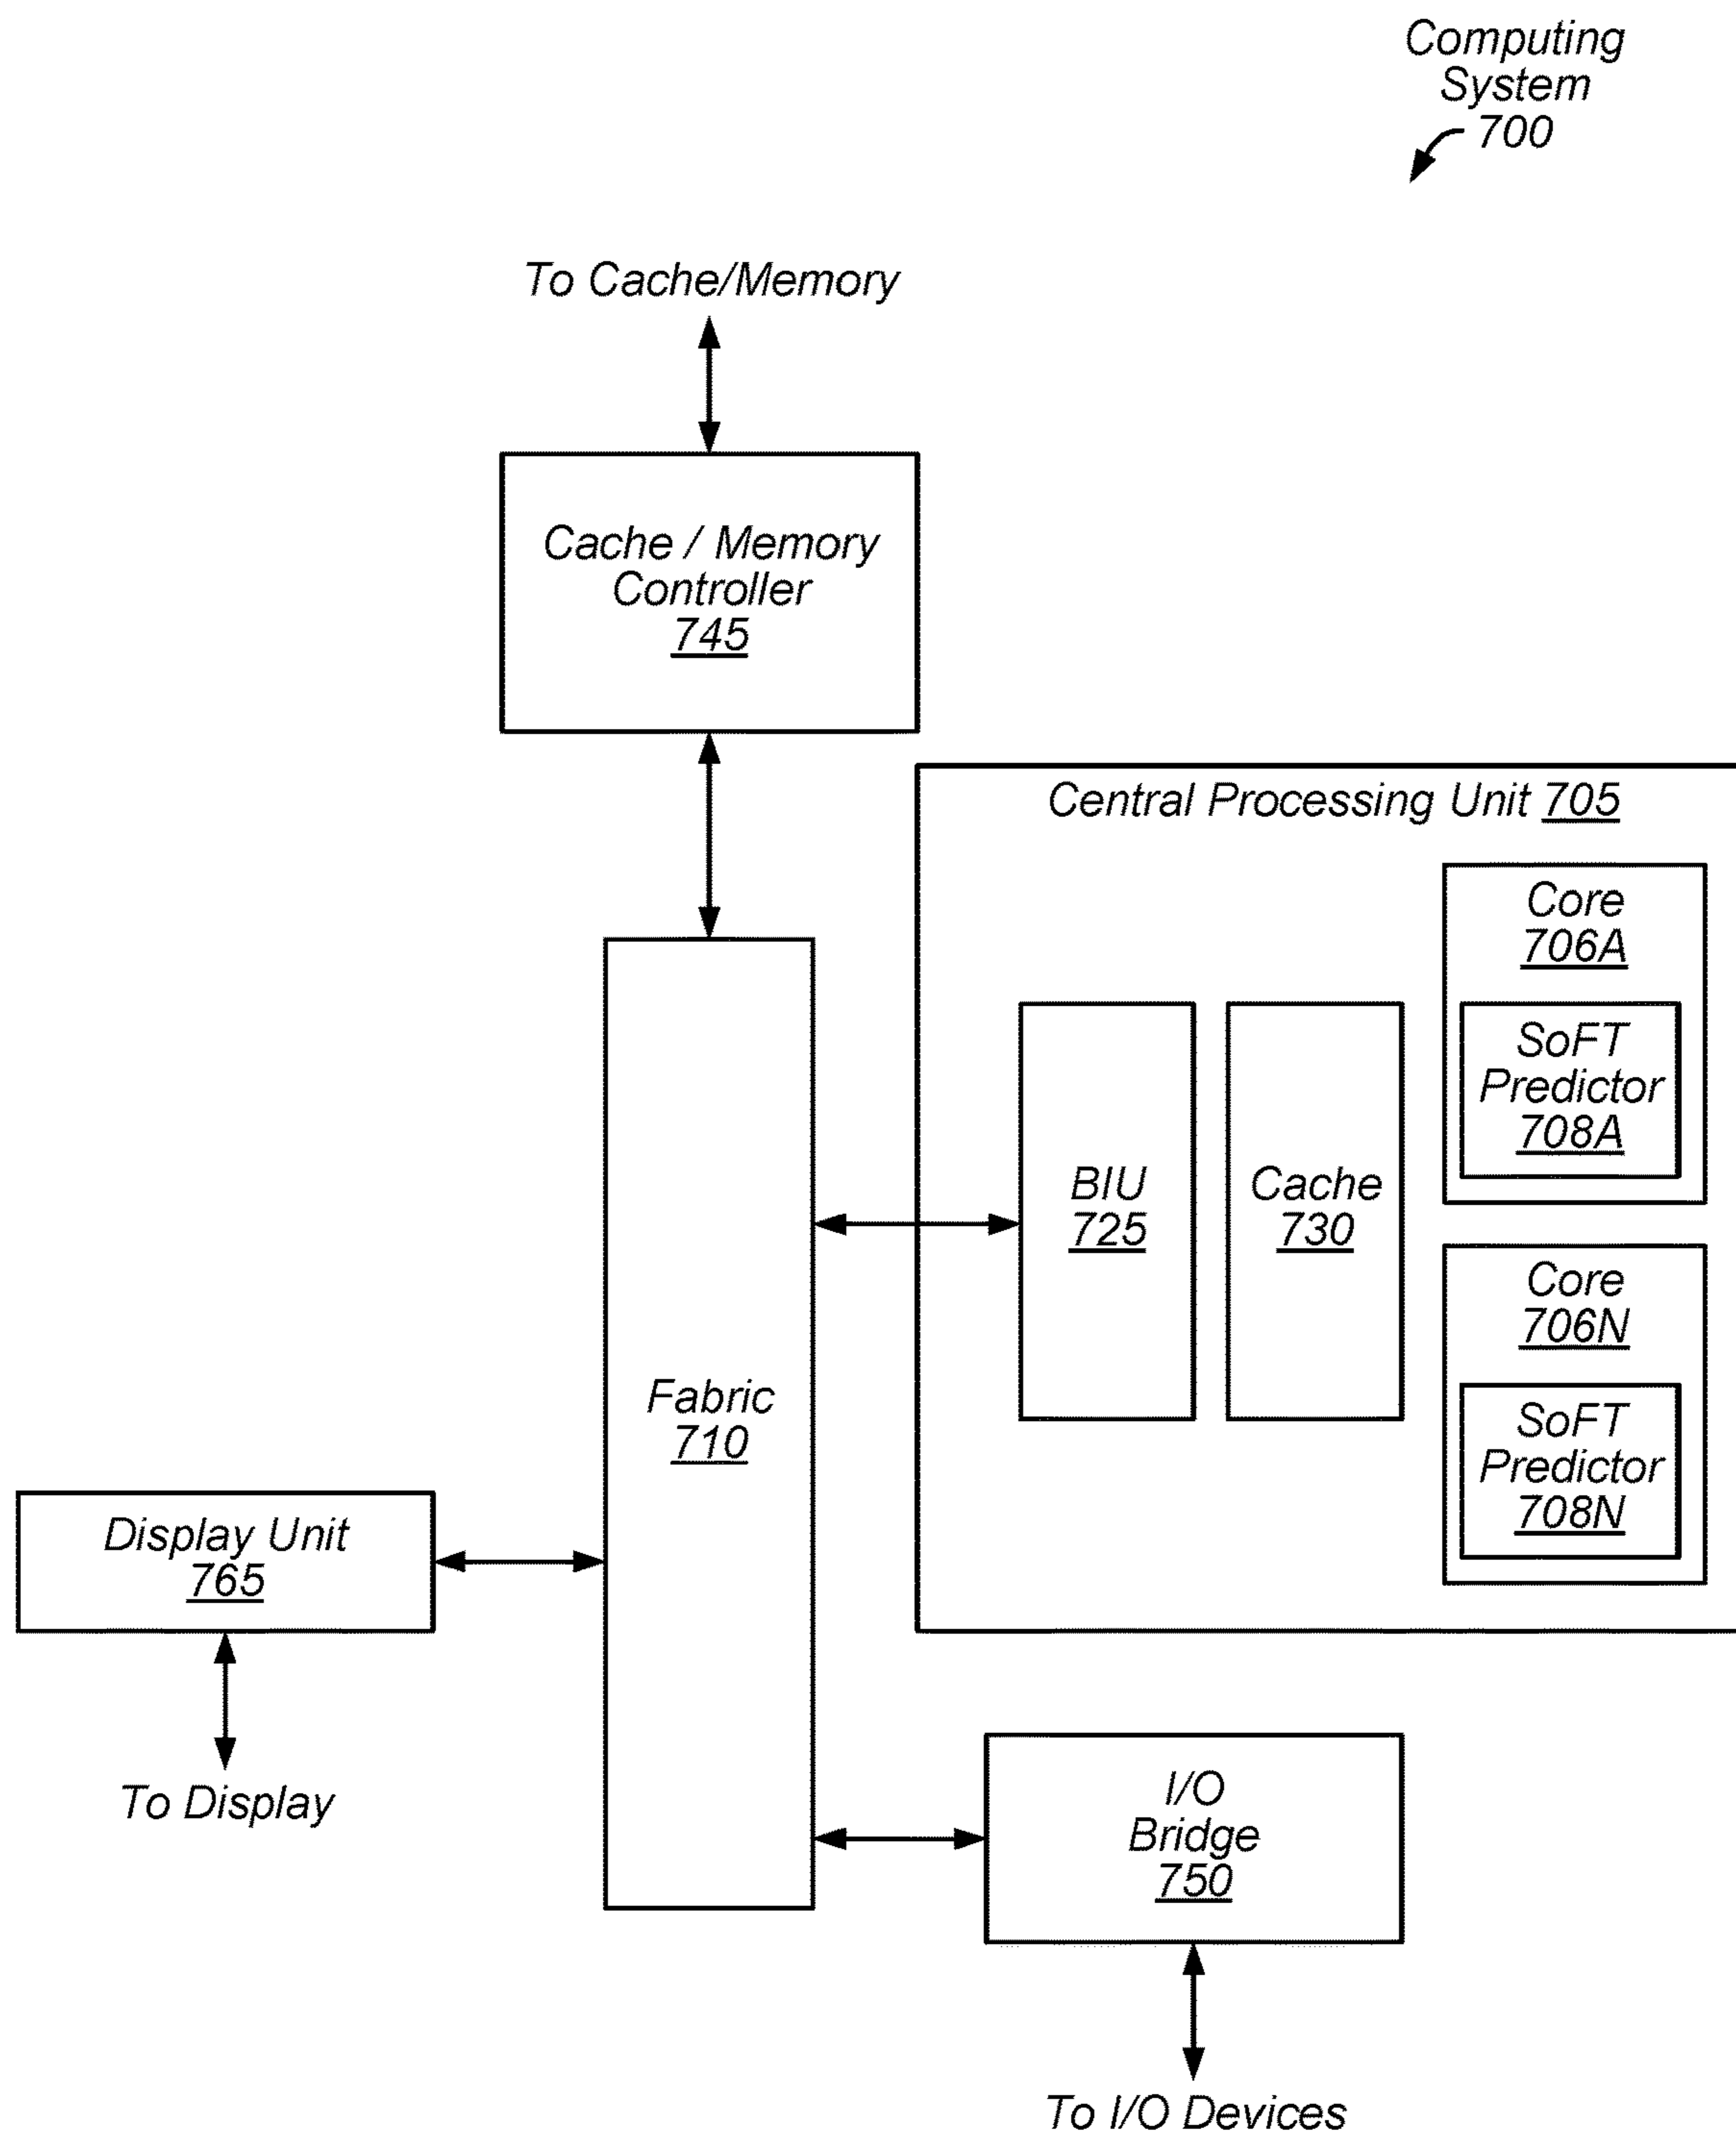 Computing
System
700
To Cache/Memory
Cache / Memory
Controller
745
Central Processing Unit 705
Core
706A
SoFT
Predictor
708A
BIU
725
Cache
730
Core
706N
SoFT
Predictor
708N
Fabric
710
Display Unit
765
To Display
I/O
Bridge
750
To I/O Devices